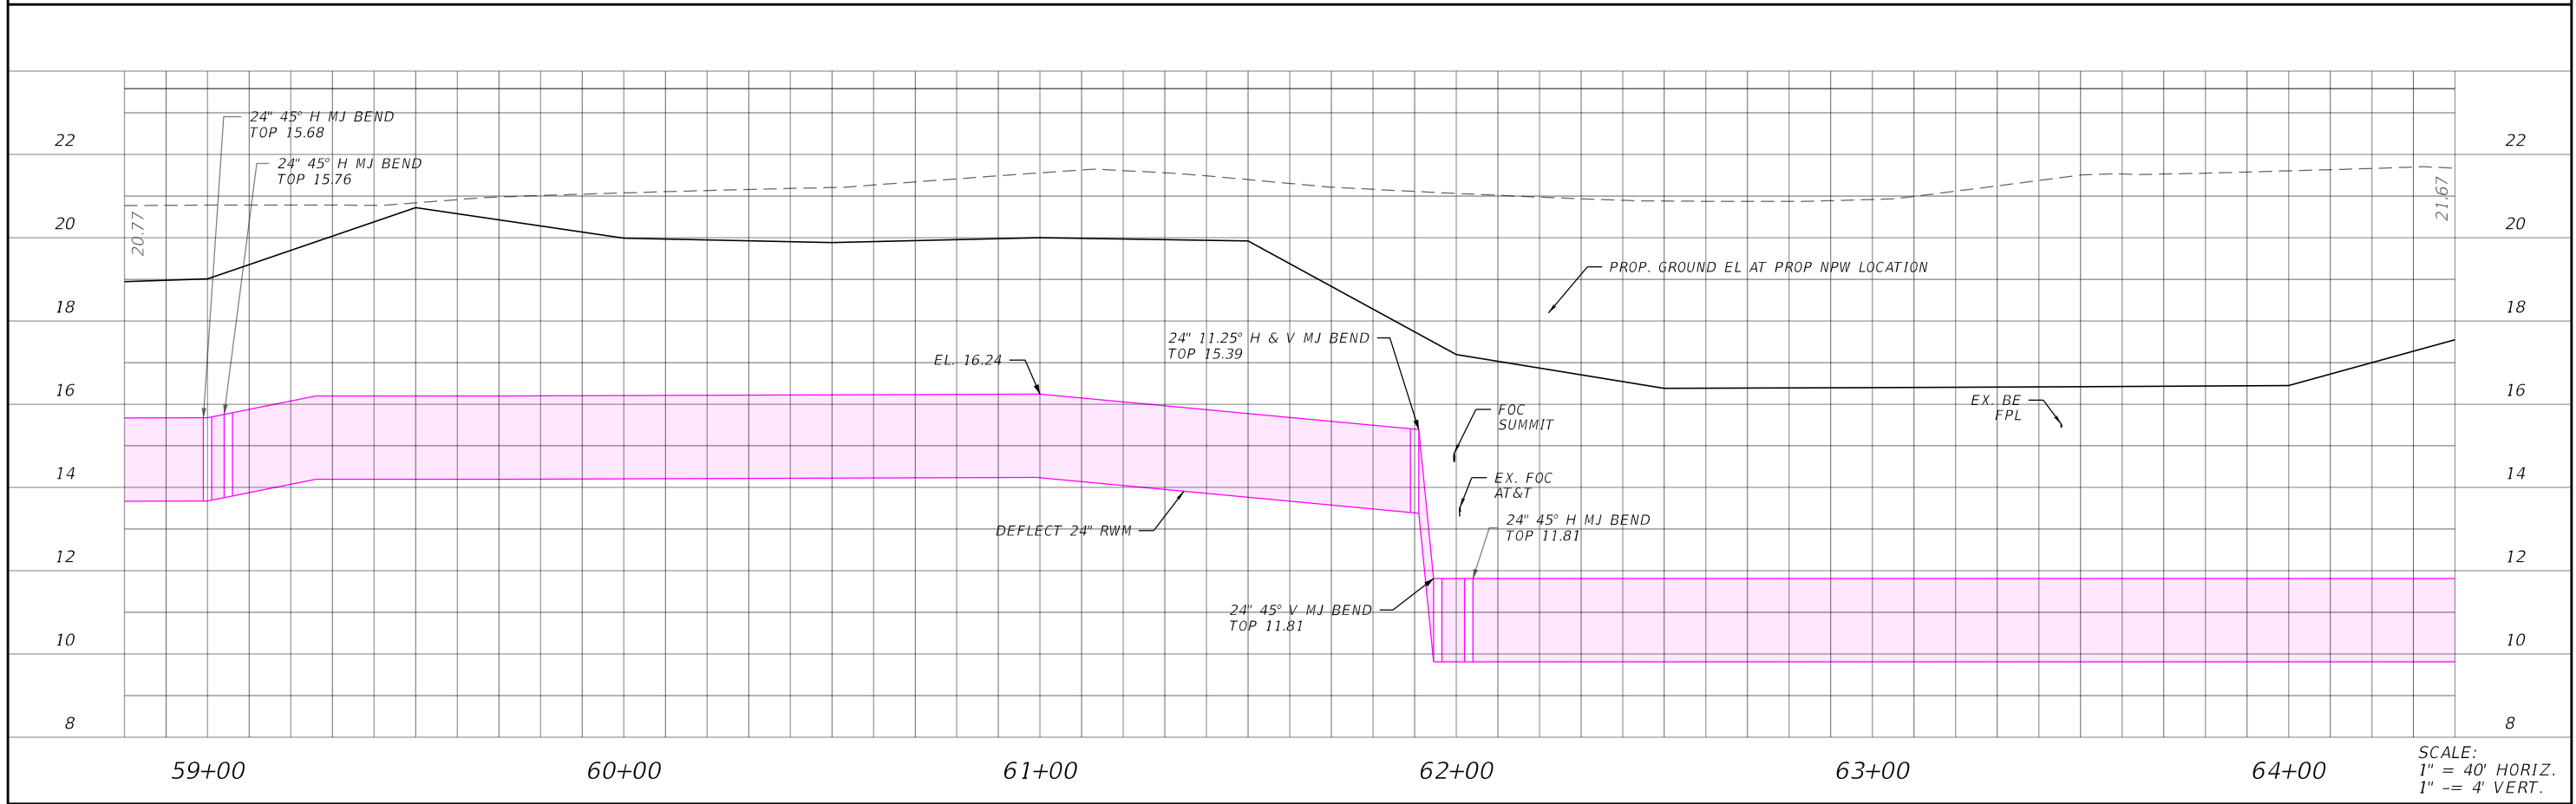 24" 45° H MJ BEND
TOP 15.68
24" 45° H MJ BEND
TOP 15.76
22
22
20.77
21.67
20
20
PROP. GROUND EL AT PROP NPW LOCATION
18
18
24" 11.25° H & V MJ BEND
TOP 15.39
EL. 16.24
16
16
EX. BE
FPL
FOC
SUMMIT
14
14
EX. FOC
AT&T
24" 45° H MJ BEND
TOP 11.81
DEFLECT 24" RWM
12
12
24" 45° V MJ BEND
TOP 11.81
10
10
8
8
59+00
60+00
61+00
62+00
63+00
64+00
SCALE:
1" = 40' HORIZ.
1" -= 4' VERT.